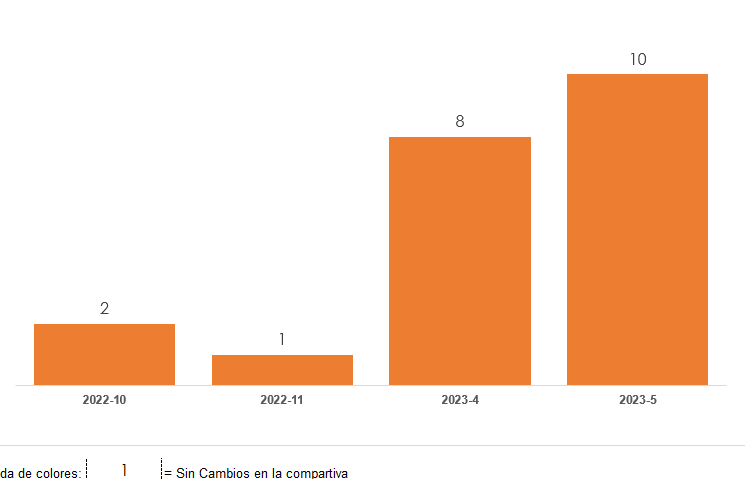 10
8
2
1
2022-10 2022-11 2023-4 2023-5
da de colores: 1 = Sin Cambios en la compartiva